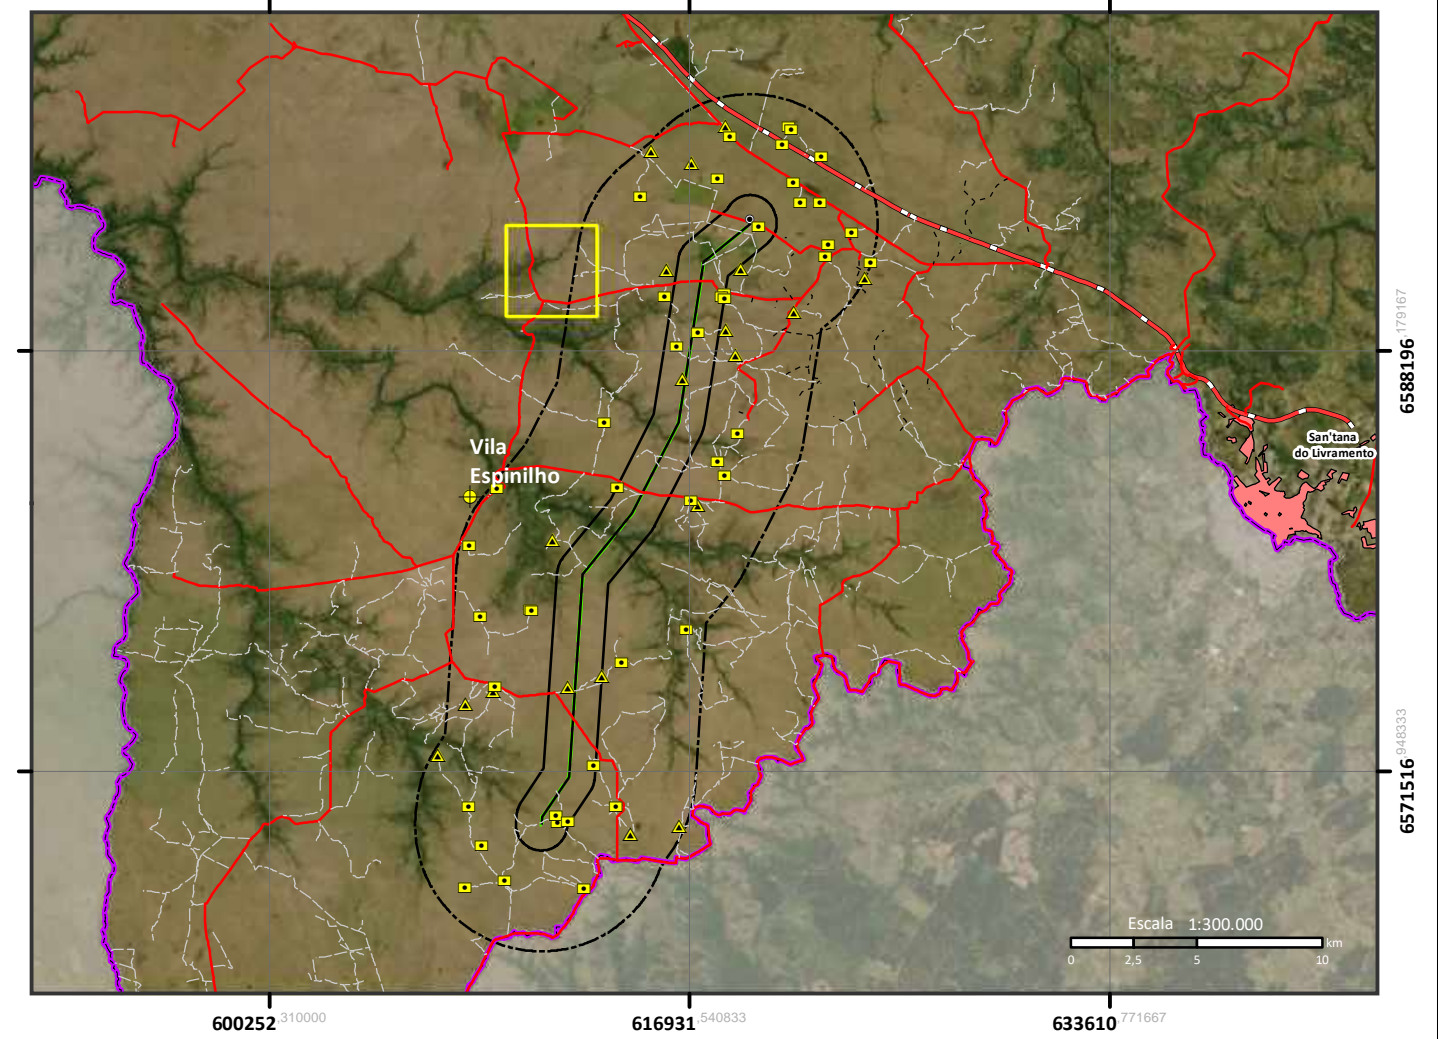 6588196,179167
Vila
Espinilho
San'tana
do Livramento
6571516,948333
Escala 1:300.000
km
0 2,5 5 10
600252,310000 616931,540833 633610,771667